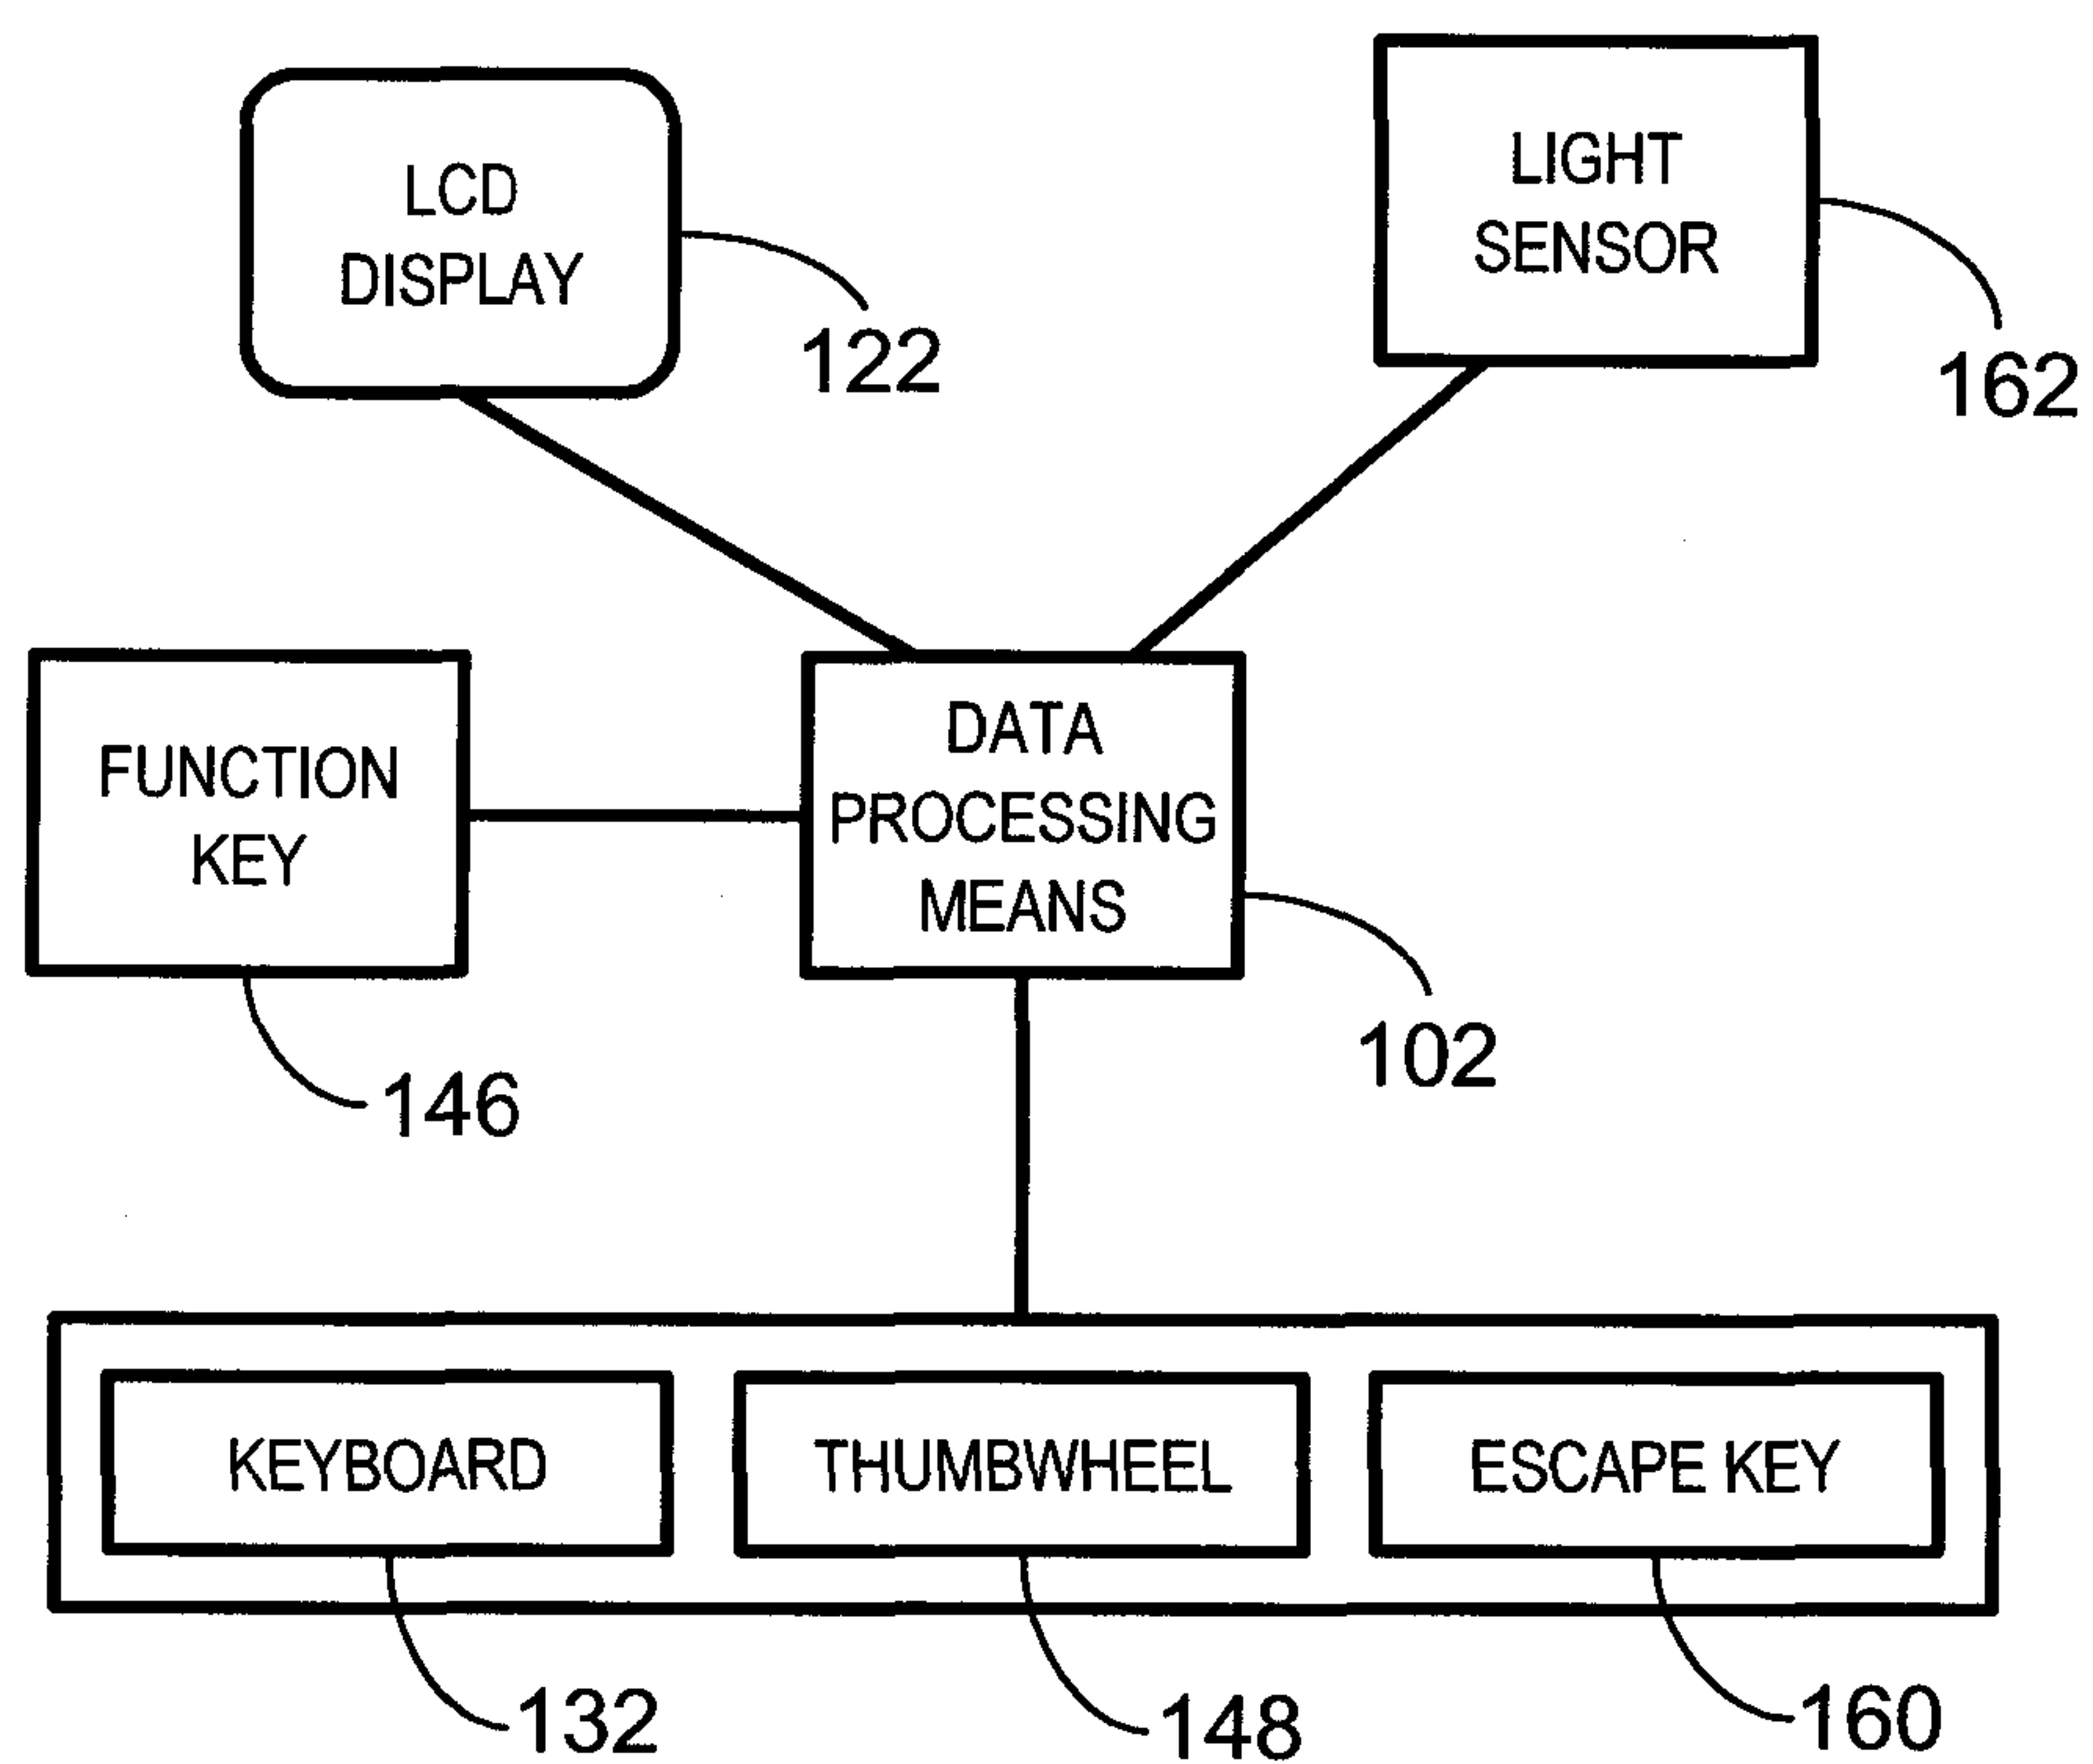 LCD
DISPLAY
122
LIGHT
SENSOR
162
FUNCTION
KEY
146
DATA
PROCESSING
MEANS
102
KEYBOARD
132
THUMBWHEEL
148
ESCAPE KEY
160